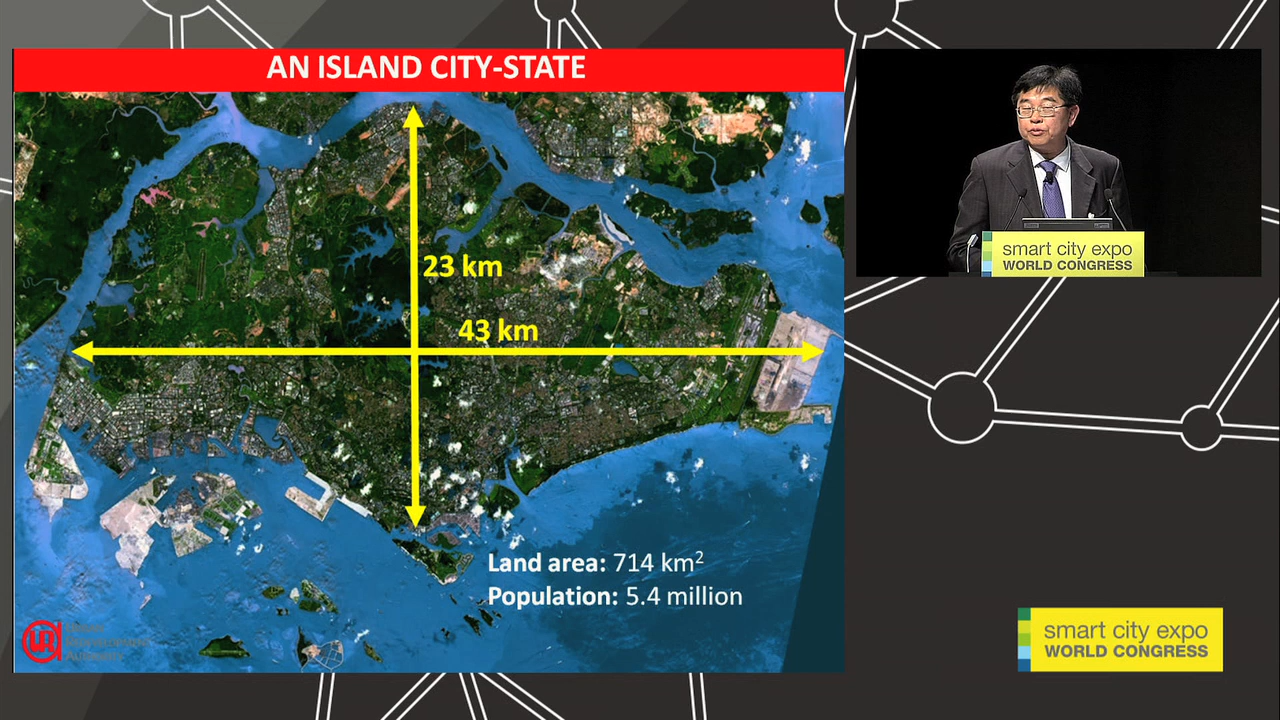 AN ISLAND CITY-STATE
23 km
43 km
Land area: 714 km²
Population: 5.4 million
smart city expo
WORLD CONGRESS
smart city expo
WORLD CONGRESS